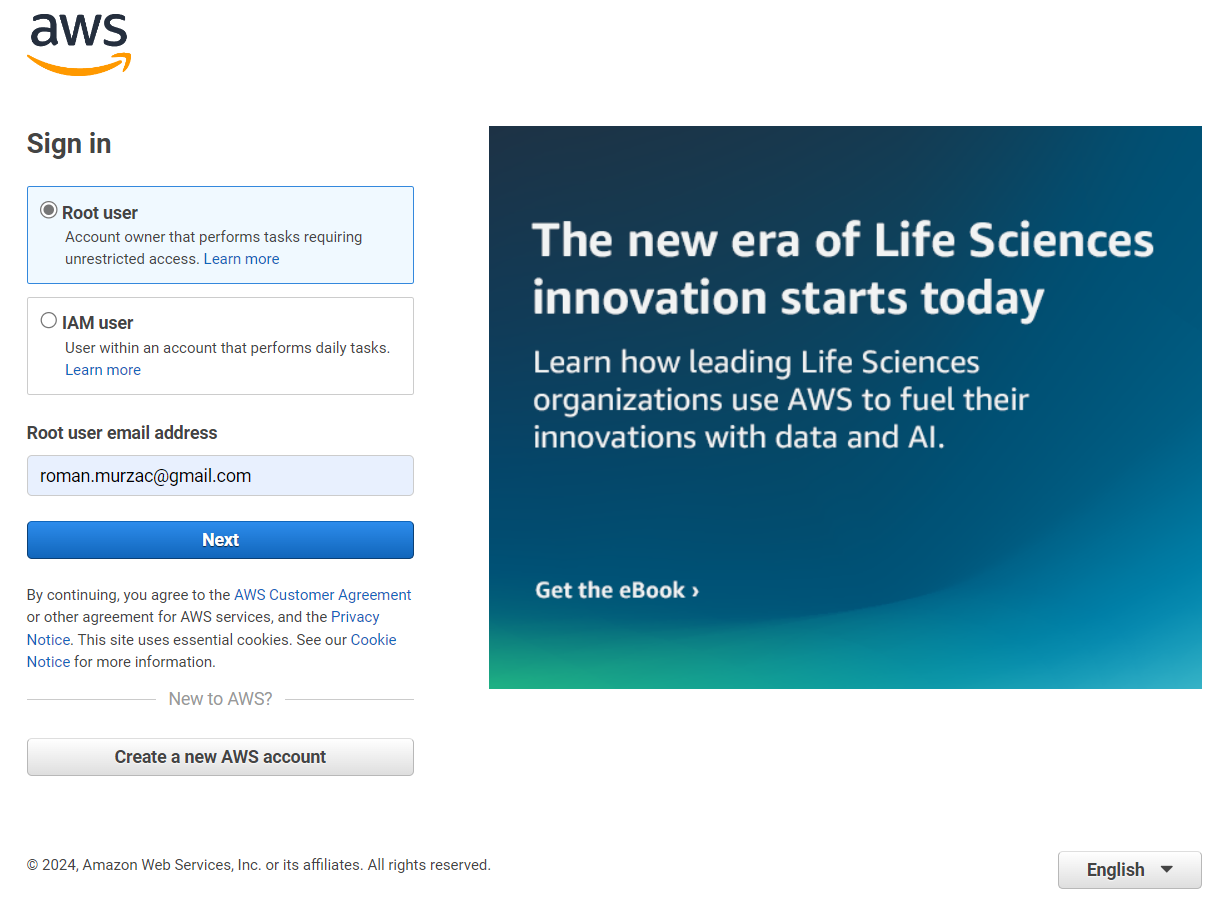 aws
Sign in
Root user
Account owner that performs tasks requiring
unrestricted access. Learn more
IAM user
User within an account that performs daily tasks.
Learn more
Root user email address
roman.murzac@gmail.com
Next
By continuing, you agree to the AWS Customer Agreement
or other agreement for AWS services, and the Privacy
Notice. This site uses essential cookies. See our Cookie
Notice for more information.
New to AWS?
Create a new AWS account
The new era of Life Sciences
innovation starts today
Learn how leading Life Sciences
organizations use AWS to fuel their
innovations with data and AI.
Get the eBook ›
© 2024, Amazon Web Services, Inc. or its affiliates. All rights reserved.
English